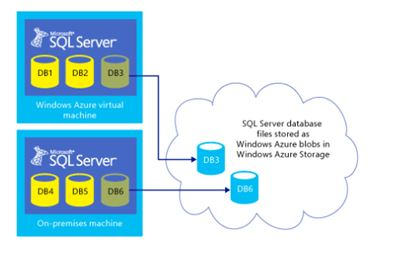 Microsoft
SQL Server
DB1 DB2 DB3
Windows Azure virtual
machine
Microsoft
SQL Server
DB4 DB5 DB6
On-premises machine
SQL Server database
files stored as
Windows Azure blobs in
Windows Azure Storage
DB3
DB6